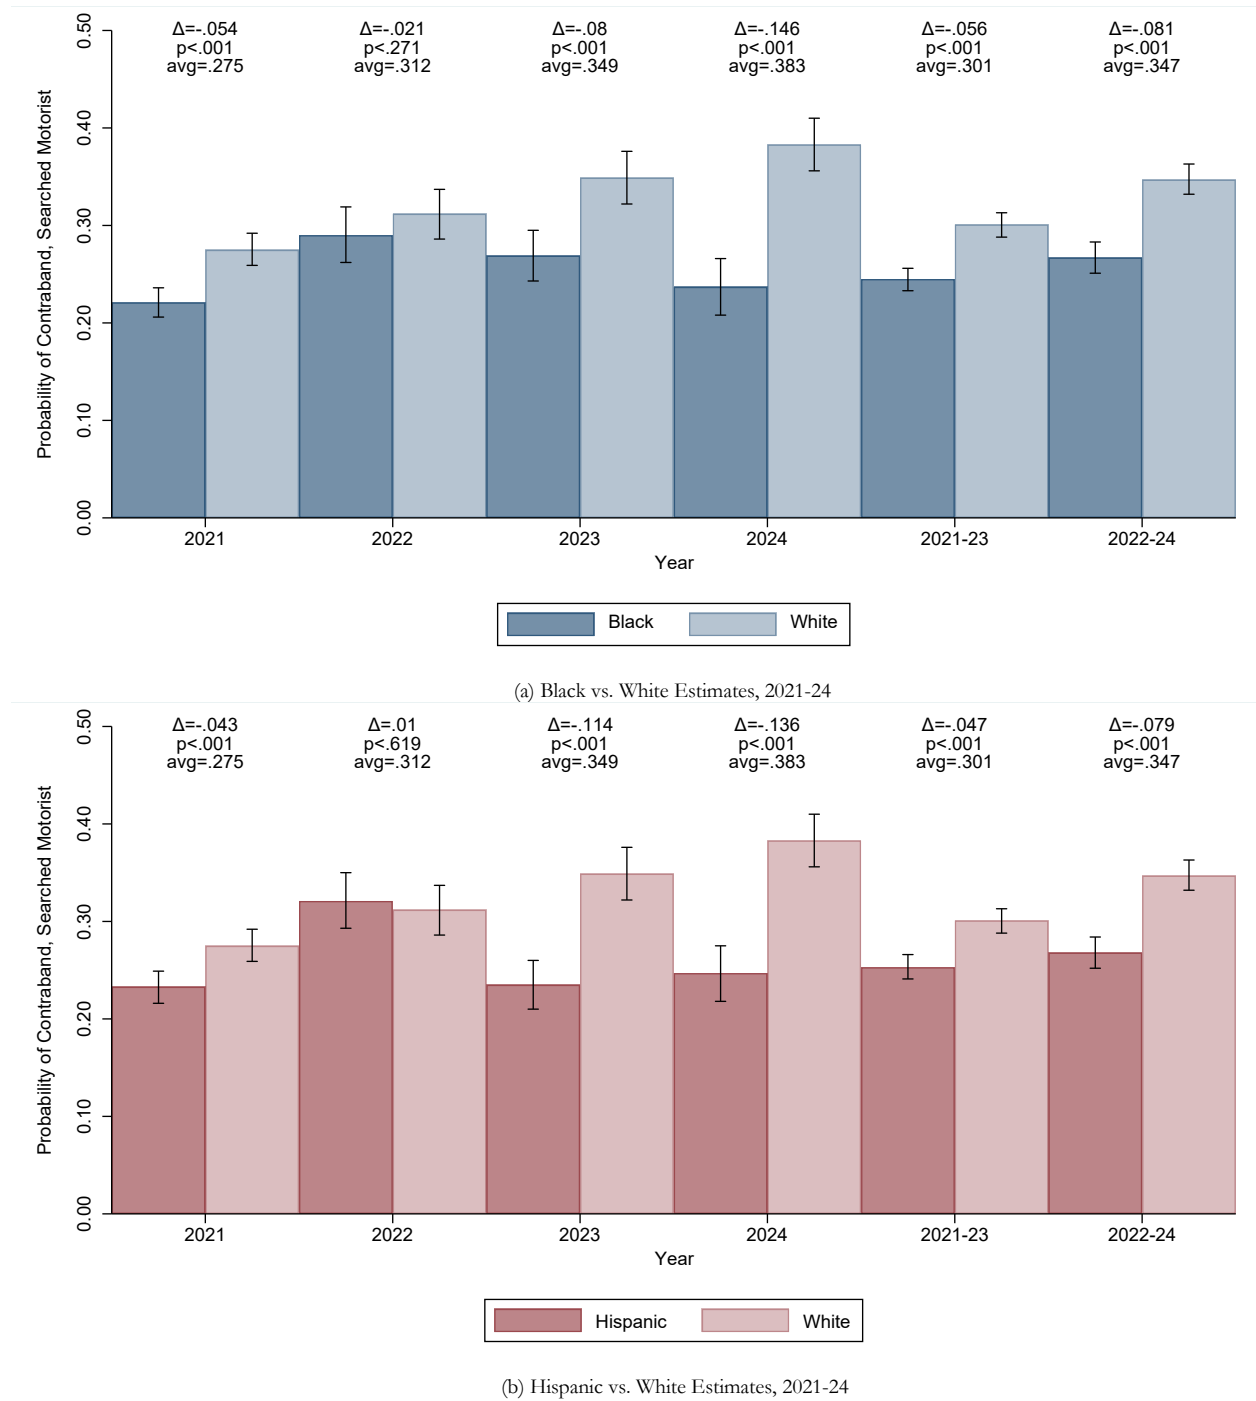 Δ=-.054 Δ=-.021 Δ=-.08 Δ=-.146 Δ=-.056 Δ=-.081
p<.001 p<.271 p<.001 p<.001 p<.001 p<.001
avg=.275 avg=.312 avg=.349 avg=.383 avg=.301 avg=.347
Probability of Contraband, Searched Motorist
0.50
0.40
0.30
0.20
0.10
0.00
2021 2022 2023 2024 2021-23 2022-24
Year
Black White
(a) Black vs. White Estimates, 2021-24
Δ=-.043 Δ=.01 Δ=-.114 Δ=-.136 Δ=-.047 Δ=-.079
p<.001 p<.619 p<.001 p<.001 p<.001 p<.001
avg=.275 avg=.312 avg=.349 avg=.383 avg=.301 avg=.347
Probability of Contraband, Searched Motorist
0.50
0.40
0.30
0.20
0.10
0.00
2021 2022 2023 2024 2021-23 2022-24
Year
Hispanic White
(b) Hispanic vs. White Estimates, 2021-24